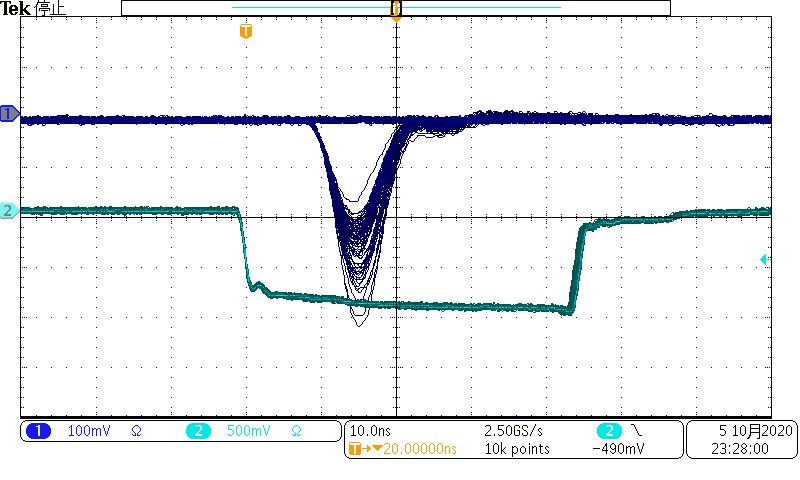 Tek 停止
T
1
2
1 100mV Ω 2 500mV Ω
10.0ns 2.50GS/s 2
T→▼20.00000ns 10k points −490mV
5 10月2020
23:28:00